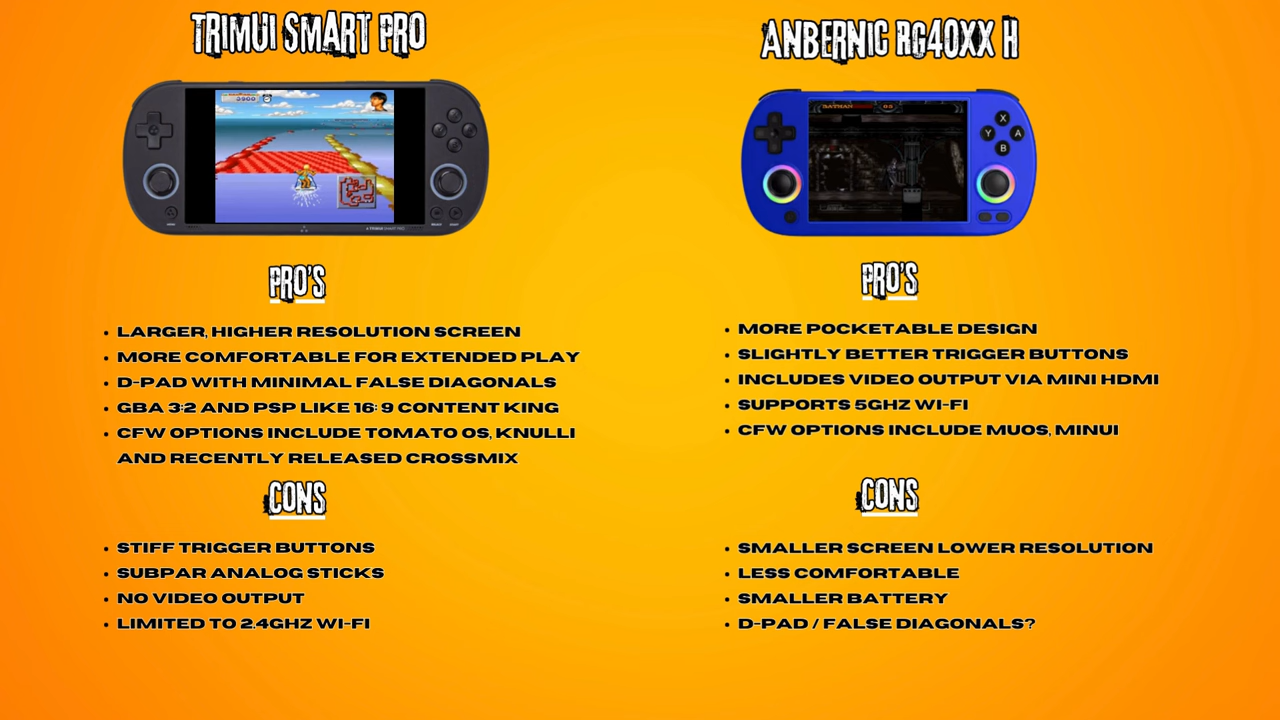 TRIMUI SMART PRO
3900
PRO'S
• LARGER, HIGHER RESOLUTION SCREEN
• MORE COMFORTABLE FOR EXTENDED PLAY
• D-PAD WITH MINIMAL FALSE DIAGONALS
• GBA 3:2 AND PSP LIKE 16: 9 CONTENT KING
• CFW OPTIONS INCLUDE TOMATO OS, KNULLI
AND RECENTLY RELEASED CROSSMIX
CONS
• STIFF TRIGGER BUTTONS
• SUBPAR ANALOG STICKS
• NO VIDEO OUTPUT
• LIMITED TO 2.4GHZ WI-FI
ANBERNIC RG40XX H
BATMAN 03
X
Y A
B
PRO'S
• MORE POCKETABLE DESIGN
• SLIGHTLY BETTER TRIGGER BUTTONS
• INCLUDES VIDEO OUTPUT VIA MINI HDMI
• SUPPORTS 5GHZ WI-FI
• CFW OPTIONS INCLUDE MUOS, MINUI
CONS
• SMALLER SCREEN LOWER RESOLUTION
• LESS COMFORTABLE
• SMALLER BATTERY
• D-PAD / FALSE DIAGONALS?